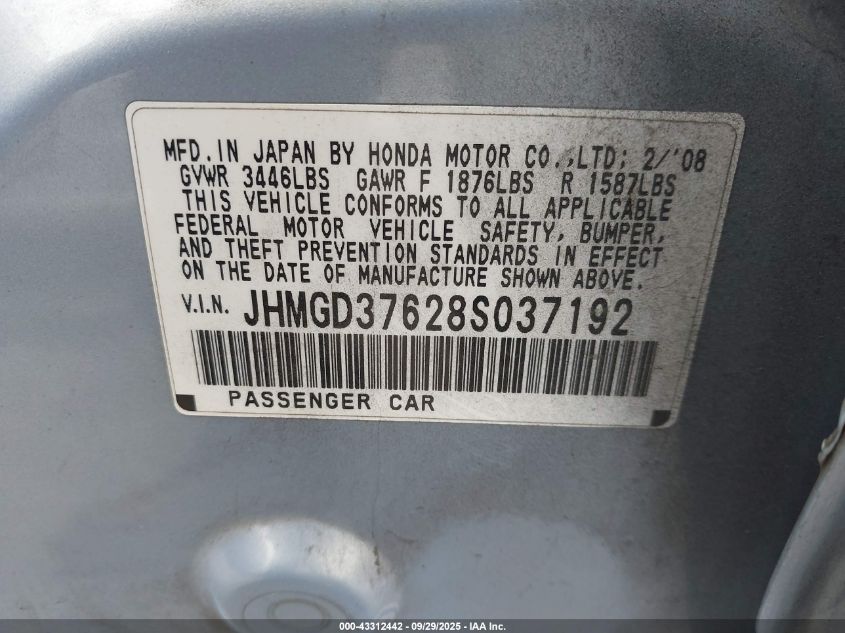 MFD. IN JAPAN BY HONDA MOTOR CO., LTD; 2/'08
GVWR 3446LBS GAWR F 1876LBS R 1587LBS
THIS VEHICLE CONFORMS TO ALL APPLICABLE
FEDERAL MOTOR VEHICLE SAFETY, BUMPER,
AND THEFT PREVENTION STANDARDS IN EFFECT
ON THE DATE OF MANUFACTURE SHOWN ABOVE.
V.I.N. JHMGD37628S037192
PASSENGER CAR
000-43312442 - 09/29/2025 - IAA Inc.